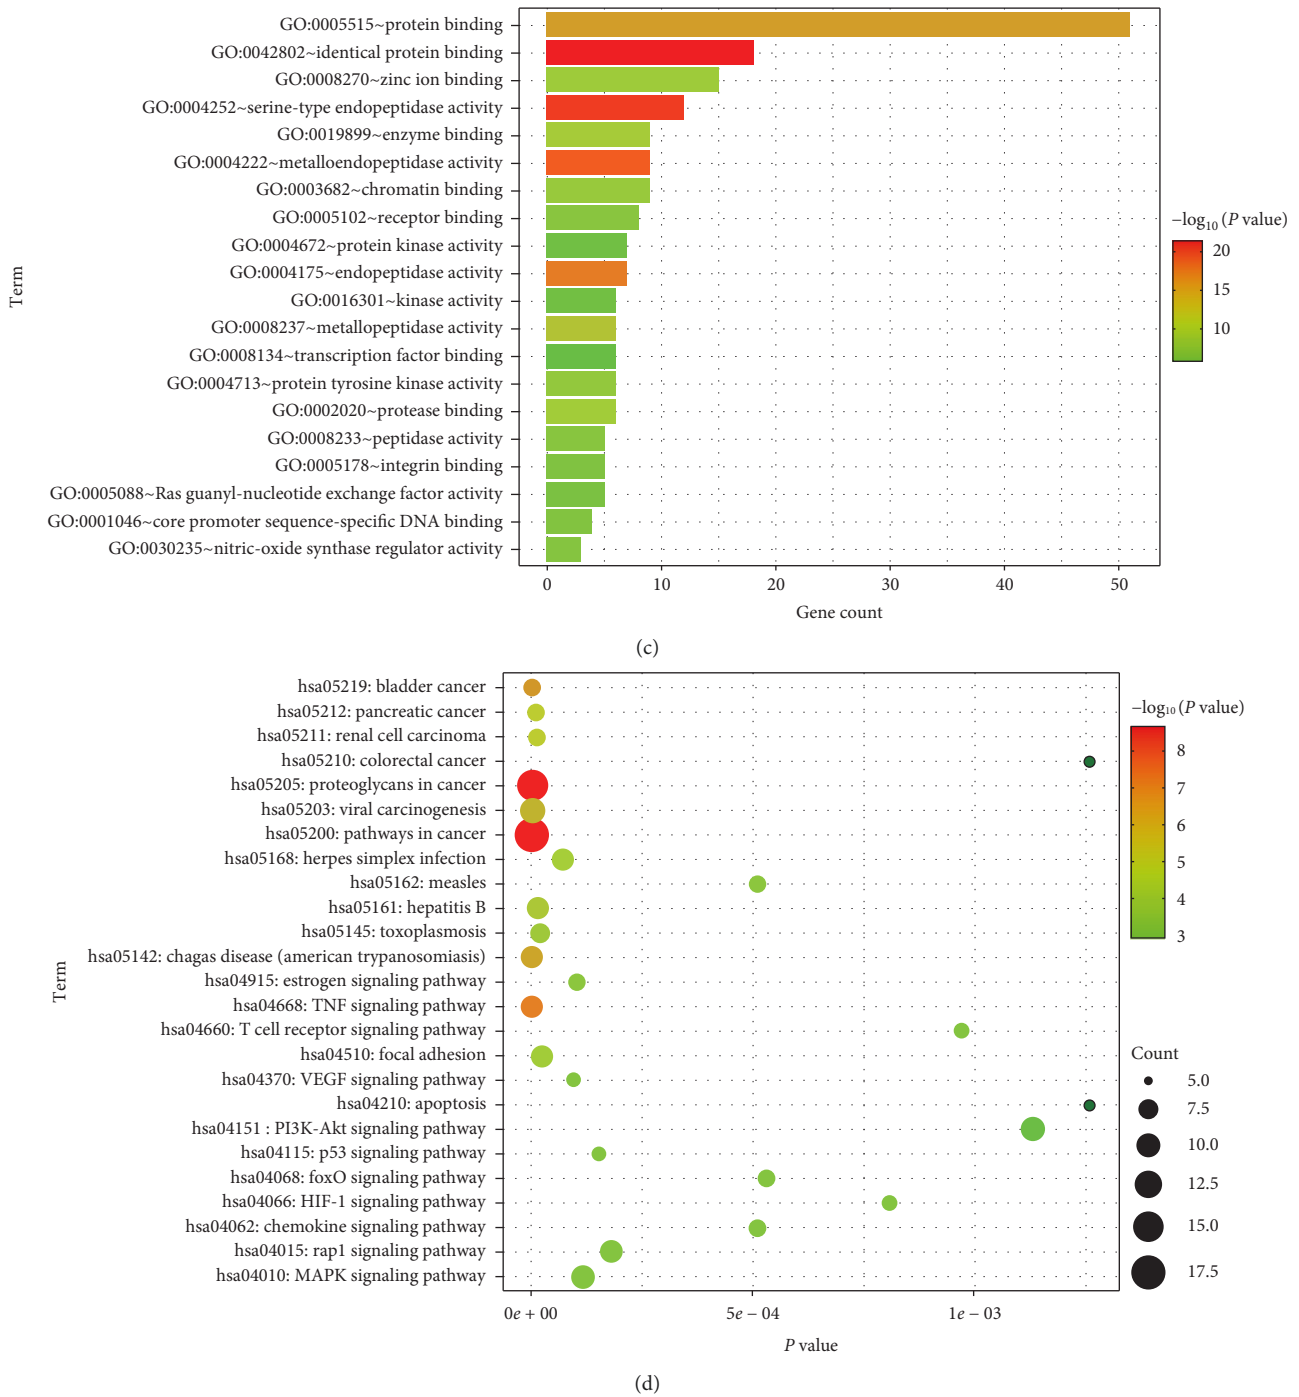 GO:0005515~protein binding
GO:0042802~identical protein binding
GO:0008270~zinc ion binding
GO:0004252~serine-type endopeptidase activity
GO:0019899~enzyme binding
GO:0004222~metalloendopeptidase activity
GO:0003682~chromatin binding
GO:0005102~receptor binding
GO:0004672~protein kinase activity
GO:0004175~endopeptidase activity
GO:0016301~kinase activity
GO:0008237~metallopeptidase activity
GO:0008134~transcription factor binding
GO:0004713~protein tyrosine kinase activity
GO:0002020~protease binding
GO:0008233~peptidase activity
GO:0005178~integrin binding
GO:0005088~Ras guanyl-nucleotide exchange factor activity
GO:0001046~core promoter sequence-specific DNA binding
GO:0030235~nitric-oxide synthase regulator activity
Term
0 10 20 30 40 50
Gene count
−log₁₀ (P value)
20
15
10
(c)
hsa05219: bladder cancer
hsa05212: pancreatic cancer
hsa05211: renal cell carcinoma
hsa05210: colorectal cancer
hsa05205: proteoglycans in cancer
hsa05203: viral carcinogenesis
hsa05200: pathways in cancer
hsa05168: herpes simplex infection
hsa05162: measles
hsa05161: hepatitis B
hsa05145: toxoplasmosis
hsa05142: chagas disease (american trypanosomiasis)
hsa04915: estrogen signaling pathway
hsa04668: TNF signaling pathway
hsa04660: T cell receptor signaling pathway
hsa04510: focal adhesion
hsa04370: VEGF signaling pathway
hsa04210: apoptosis
hsa04151 : PI3K-Akt signaling pathway
hsa04115: p53 signaling pathway
hsa04068: foxO signaling pathway
hsa04066: HIF-1 signaling pathway
hsa04062: chemokine signaling pathway
hsa04015: rap1 signaling pathway
hsa04010: MAPK signaling pathway
Term
0e + 00 5e − 04 1e − 03
P value
−log₁₀ (P value)
8
7
6
5
4
3
Count
5.0
7.5
10.0
12.5
15.0
17.5
(d)